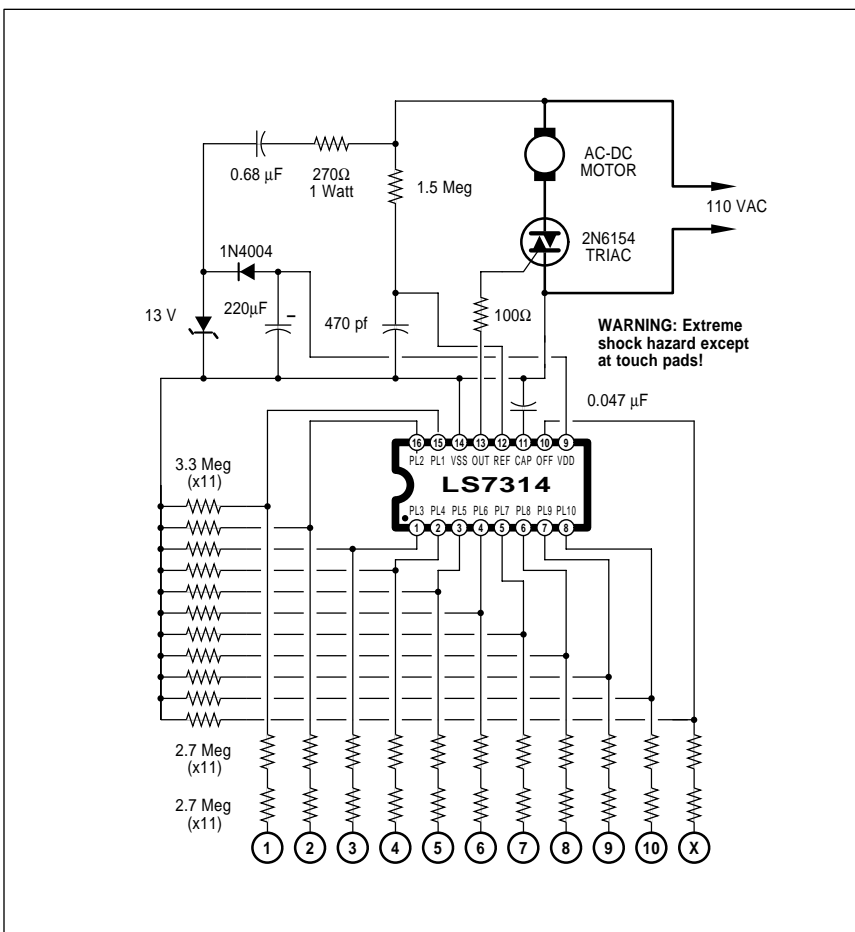 0.68 µF
270Ω
1 Watt
1.5 Meg
AC-DC
MOTOR
110 VAC
2N6154
TRIAC
1N4004
13 V
220µF
–
470 pf
100Ω
WARNING: Extreme
shock hazard except
at touch pads!
0.047 µF
16 15 14 13 12 11 10 9
PL2 PL1 VSS OUT REF CAP OFF VDD
LS7314
PL3 PL4 PL5 PL6 PL7 PL8 PL9 PL10
1 2 3 4 5 6 7 8
3.3 Meg
(x11)
2.7 Meg
(x11)
2.7 Meg
(x11)
1 2 3 4 5 6 7 8 9 10 X